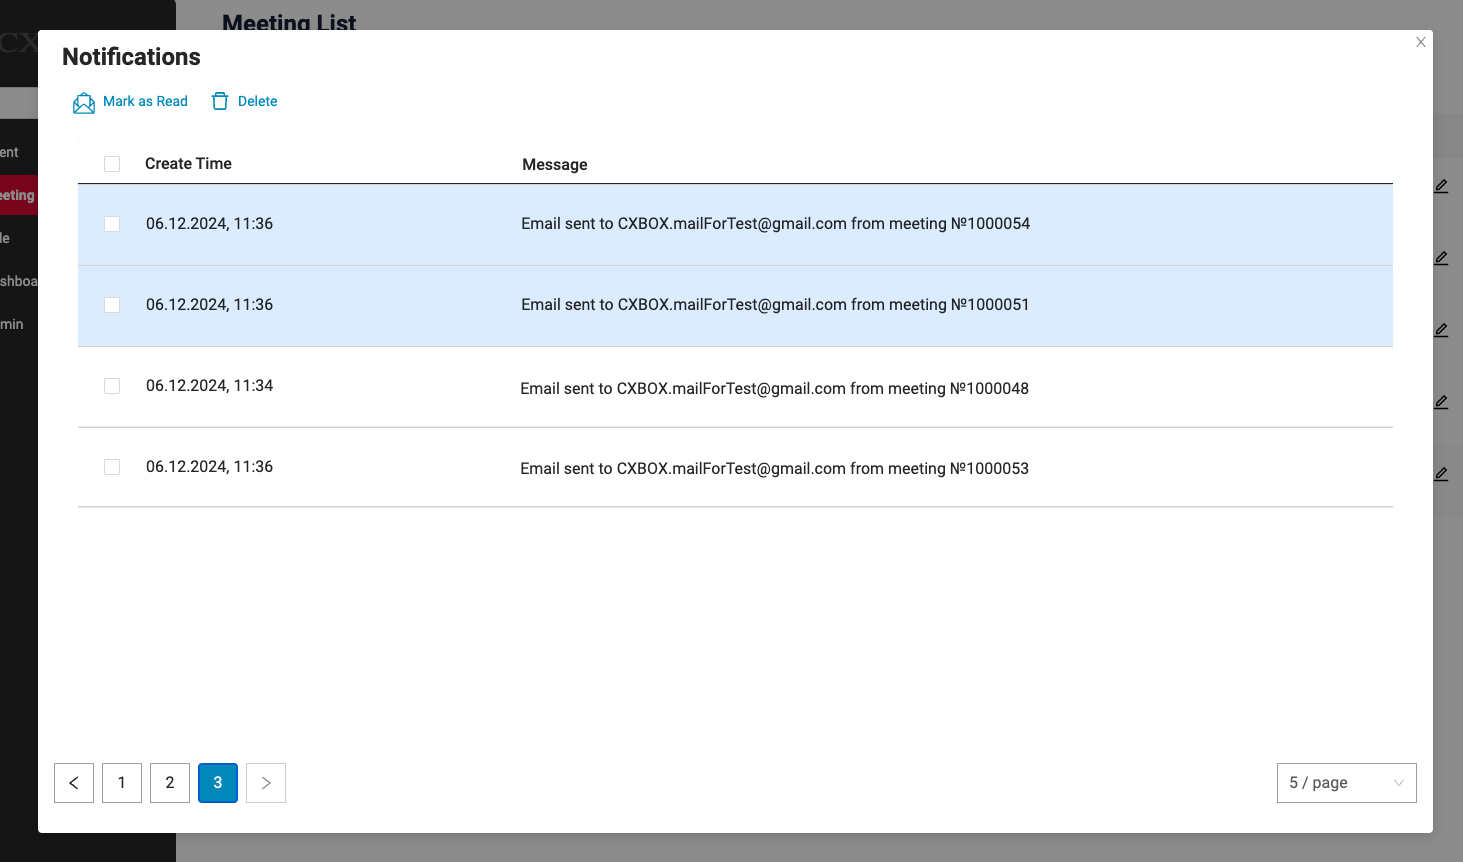 Meeting List
CX
Notifications
X
Mark as Read Delete
Create Time Message
06.12.2024, 11:36 Email sent to CXBOX.mailForTest@gmail.com from meeting №1000054
06.12.2024, 11:36 Email sent to CXBOX.mailForTest@gmail.com from meeting №1000051
06.12.2024, 11:34 Email sent to CXBOX.mailForTest@gmail.com from meeting №1000048
06.12.2024, 11:36 Email sent to CXBOX.mailForTest@gmail.com from meeting №1000053
ent
eeting
le
shboa
min
< 1 2 3 >
5 / page